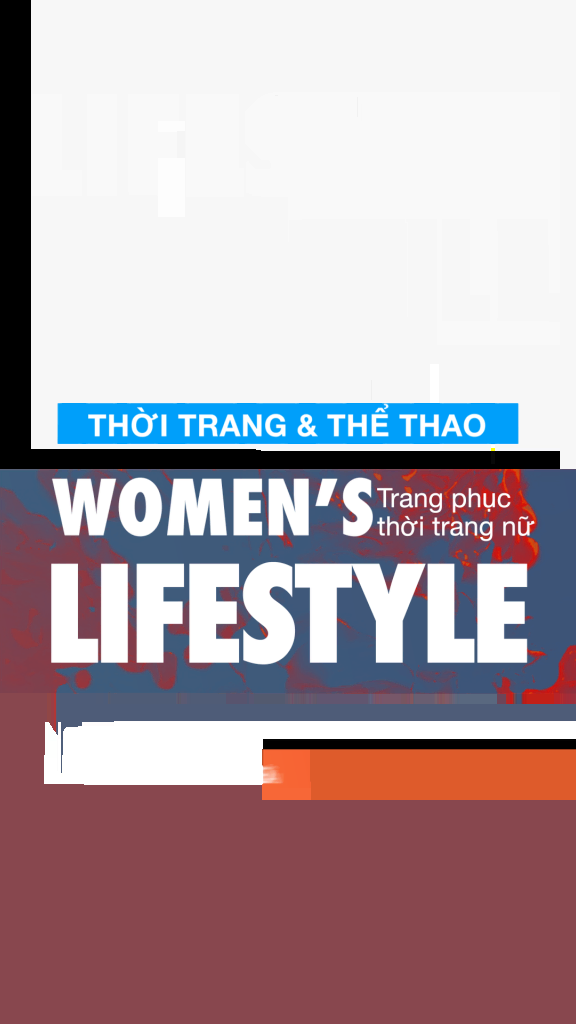 THỜI TRANG & THỂ THAO
WOMEN’S
Trang phục
thời trang nữ
LIFESTYLE